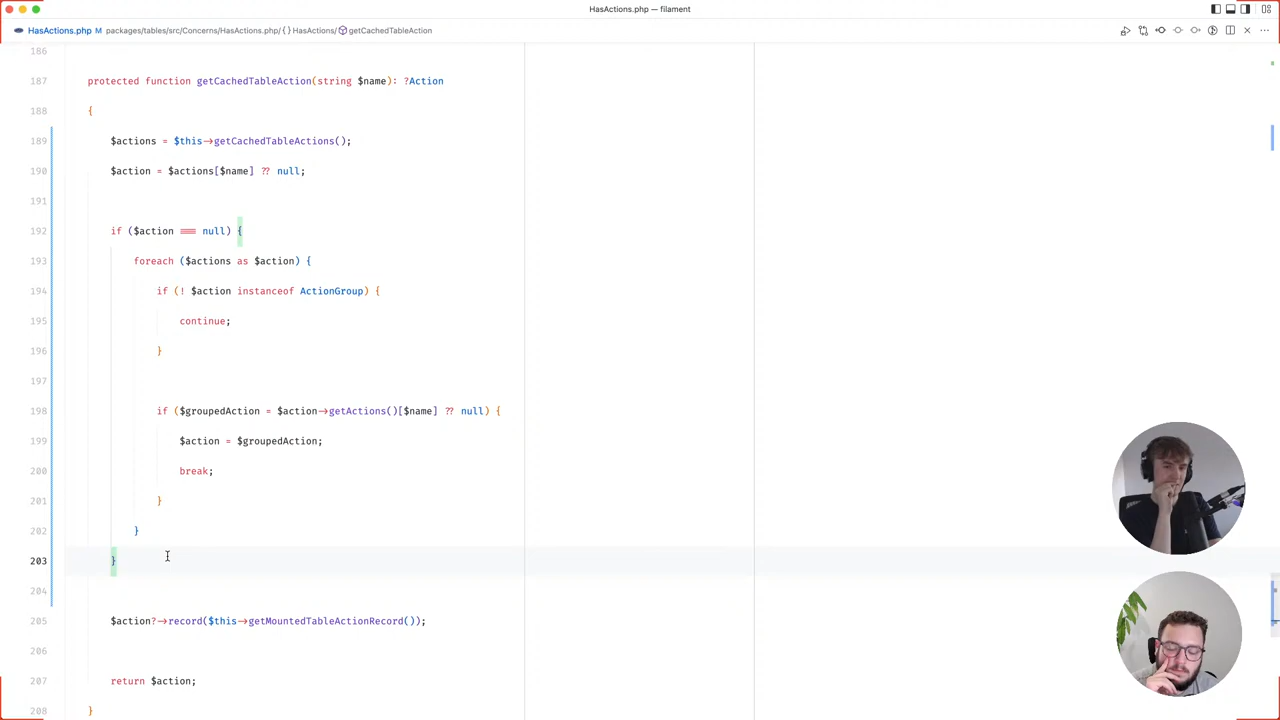 HasActions.php — filament
HasActions.php M packages/tables/src/Concerns/HasActions.php/{ } HasActions/ getCachedTableAction
186
187 protected function getCachedTableAction(string $name): ?Action
188 {
189 $actions = $this->getCachedTableActions();
190 $action = $actions[$name] ?? null;
191
192 if ($action === null) {
193 foreach ($actions as $action) {
194 if (! $action instanceof ActionGroup) {
195 continue;
196 }
197
198 if ($groupedAction = $action->getActions()[$name] ?? null) {
199 $action = $groupedAction;
200 break;
201 }
202 }
203 }
204
205 $action?->record($this->getMountedTableActionRecord());
206
207 return $action;
208 }